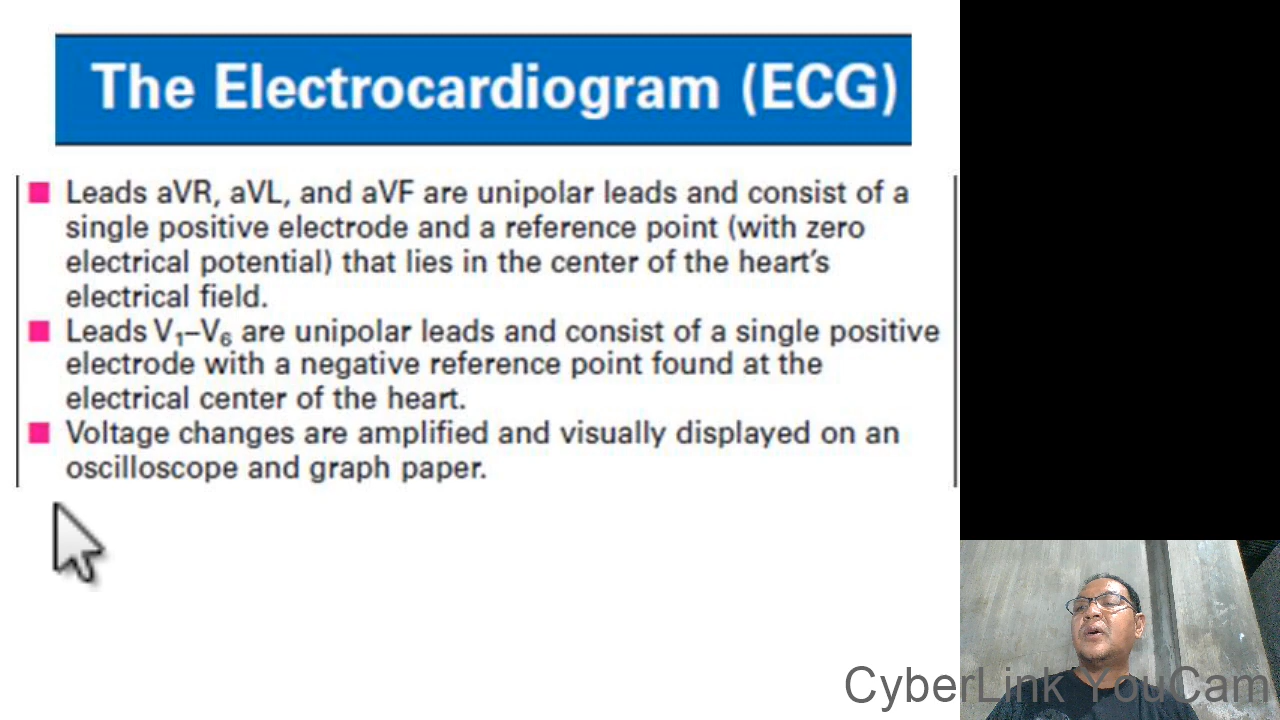 The Electrocardiogram (ECG)
■ Leads aVR, aVL, and aVF are unipolar leads and consist of a
single positive electrode and a reference point (with zero
electrical potential) that lies in the center of the heart's
electrical field.
■ Leads V₁–V₆ are unipolar leads and consist of a single positive
electrode with a negative reference point found at the
electrical center of the heart.
■ Voltage changes are amplified and visually displayed on an
oscilloscope and graph paper.
CyberLink YouCam